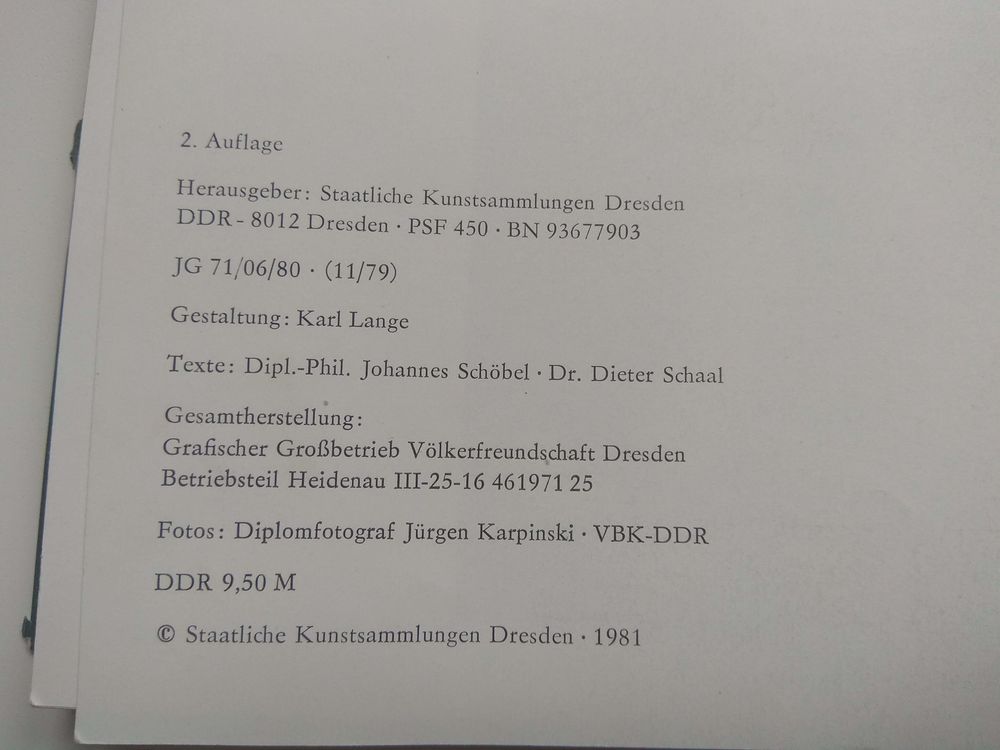 2. Auflage
Herausgeber: Staatliche Kunstsammlungen Dresden
DDR - 8012 Dresden · PSF 450 · BN 93677903
JG 71/06/80 · (11/79)
Gestaltung: Karl Lange
Texte: Dipl.-Phil. Johannes Schöbel · Dr. Dieter Schaal
Gesamtherstellung:
Grafischer Großbetrieb Völkerfreundschaft Dresden
Betriebsteil Heidenau III-25-16 461971 25
Fotos: Diplomfotograf Jürgen Karpinski · VBK-DDR
DDR 9,50 M
© Staatliche Kunstsammlungen Dresden · 1981